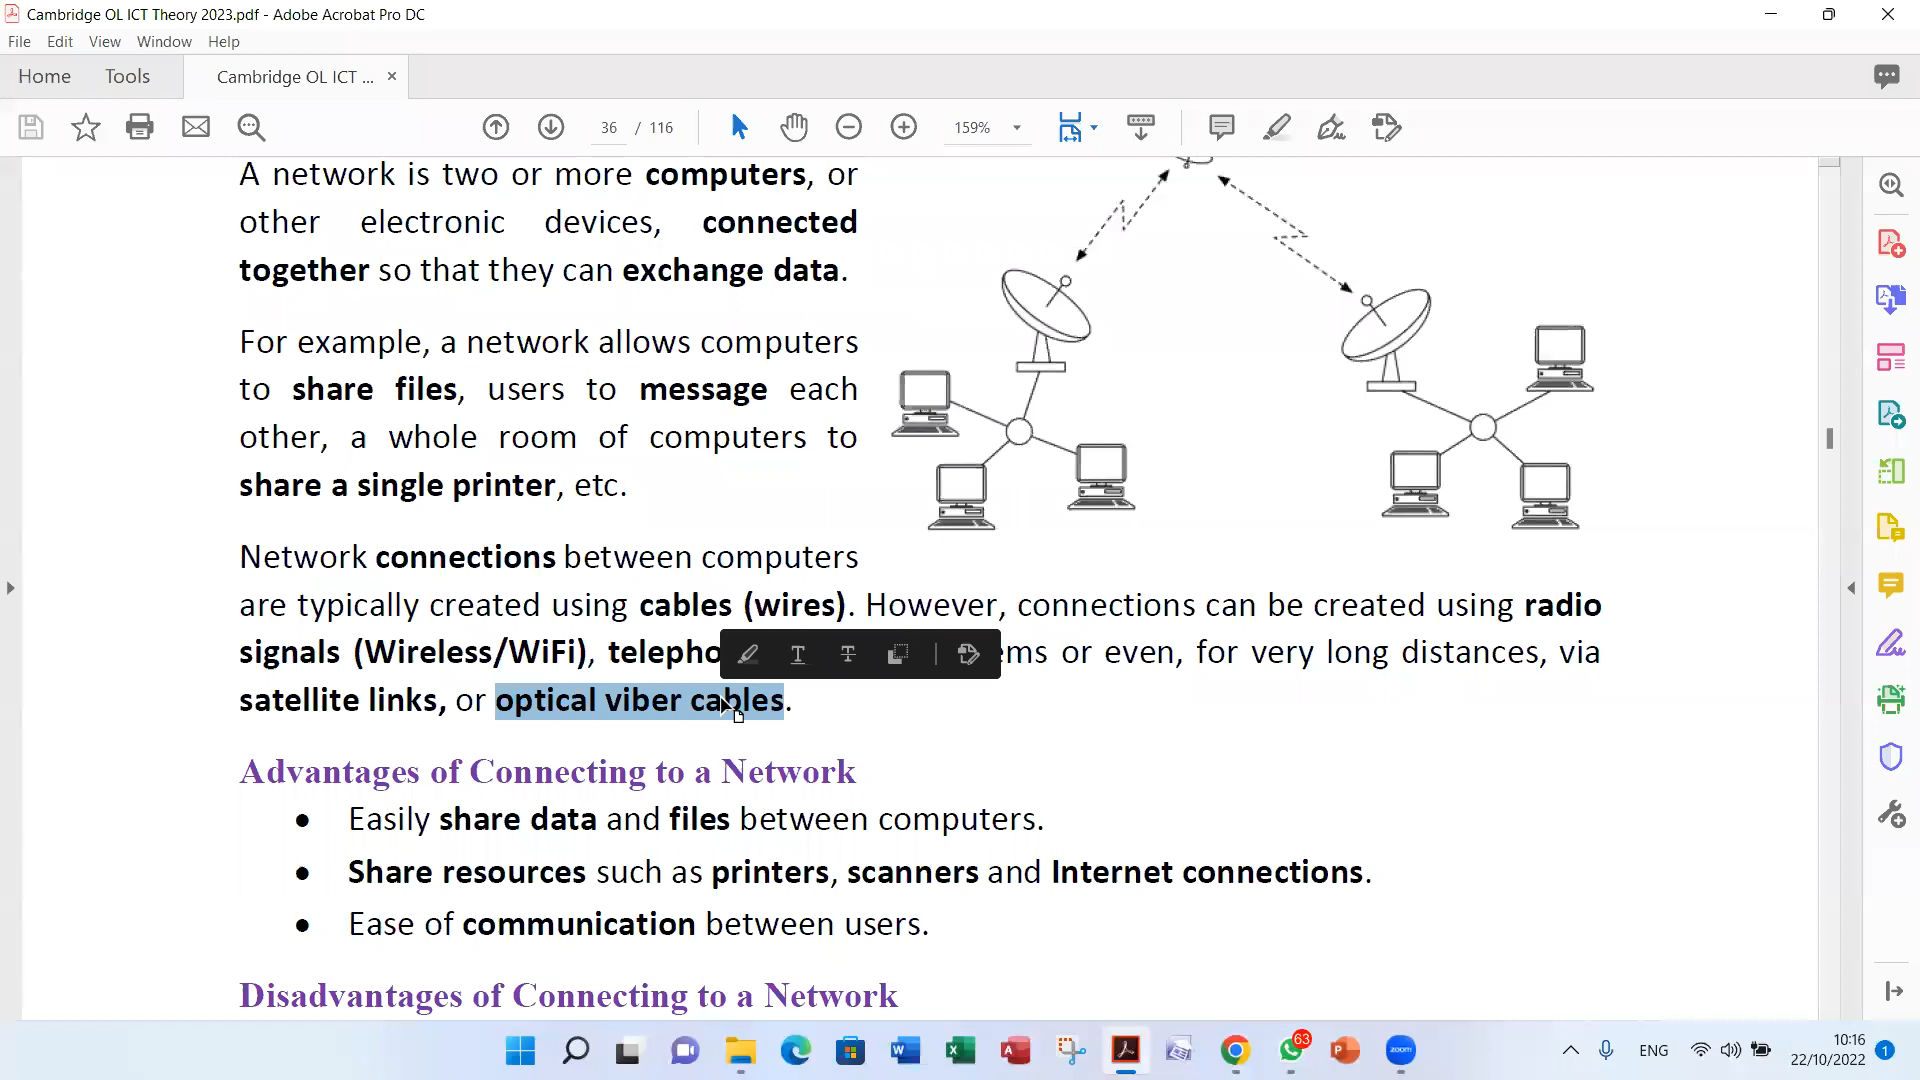 Cambridge OL ICT Theory 2023.pdf - Adobe Acrobat Pro DC
File Edit View Window Help
Home Tools Cambridge OL ICT ... ×
36 / 116 159%
A network is two or more computers, or
other electronic devices, connected
together so that they can exchange data.
For example, a network allows computers
to share files, users to message each
other, a whole room of computers to
share a single printer, etc.
Network connections between computers
are typically created using cables (wires). However, connections can be created using radio
signals (Wireless/WiFi), telepho ems or even, for very long distances, via
satellite links, or optical viber cables.
Advantages of Connecting to a Network
• Easily share data and files between computers.
• Share resources such as printers, scanners and Internet connections.
• Ease of communication between users.
Disadvantages of Connecting to a Network
63
zoom
ENG
10:16
22/10/2022
1